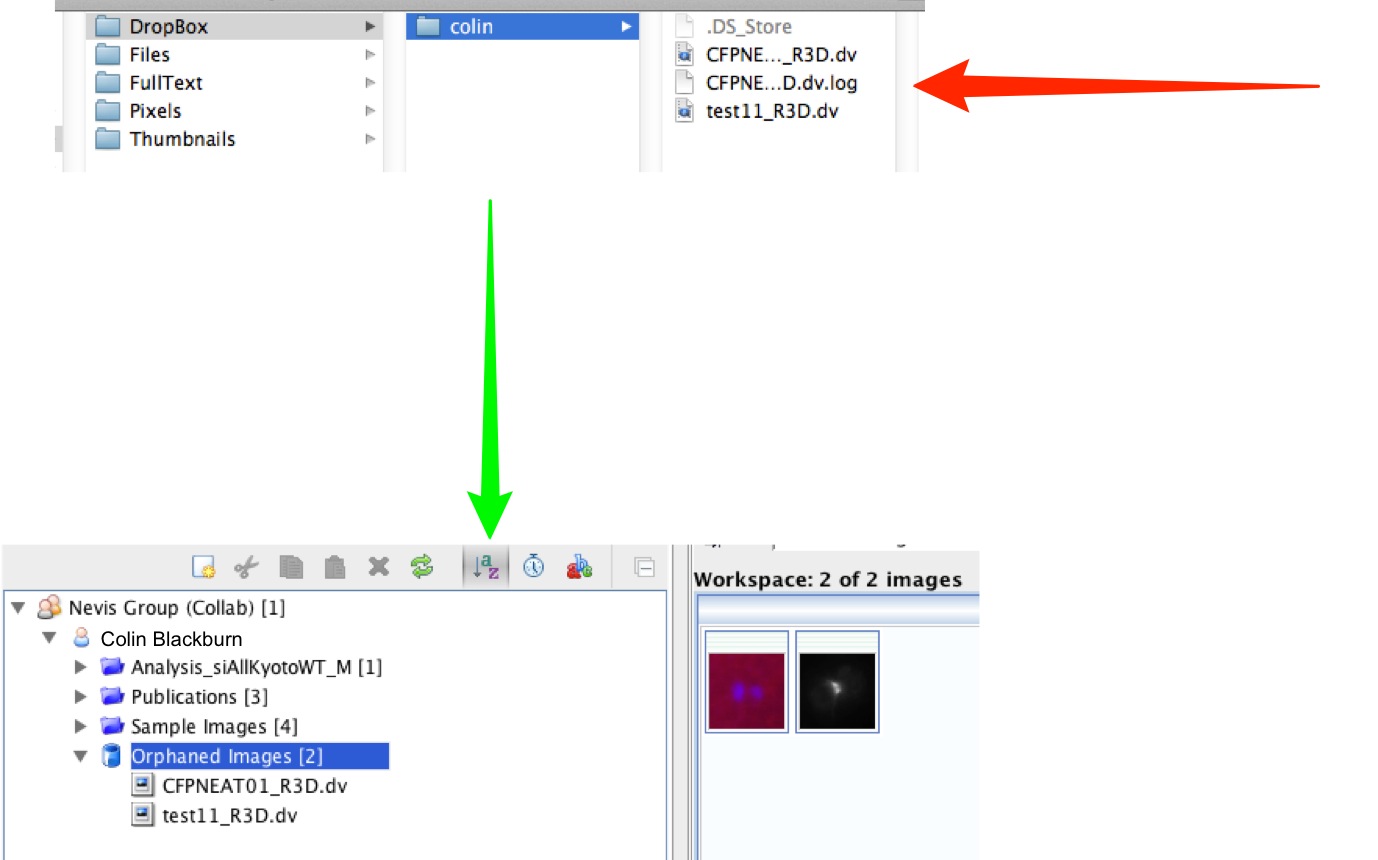 DropBox
Files
FullText
Pixels
Thumbnails
colin
.DS_Store
CFPNE..._R3D.dv
CFPNE...D.dv.log
test11_R3D.dv
a
z
abc
Nevis Group (Collab) [1]
Colin Blackburn
Analysis_siAllKyotoWT_M [1]
Publications [3]
Sample Images [4]
Orphaned Images [2]
CFPNEAT01_R3D.dv
test11_R3D.dv
Workspace: 2 of 2 images